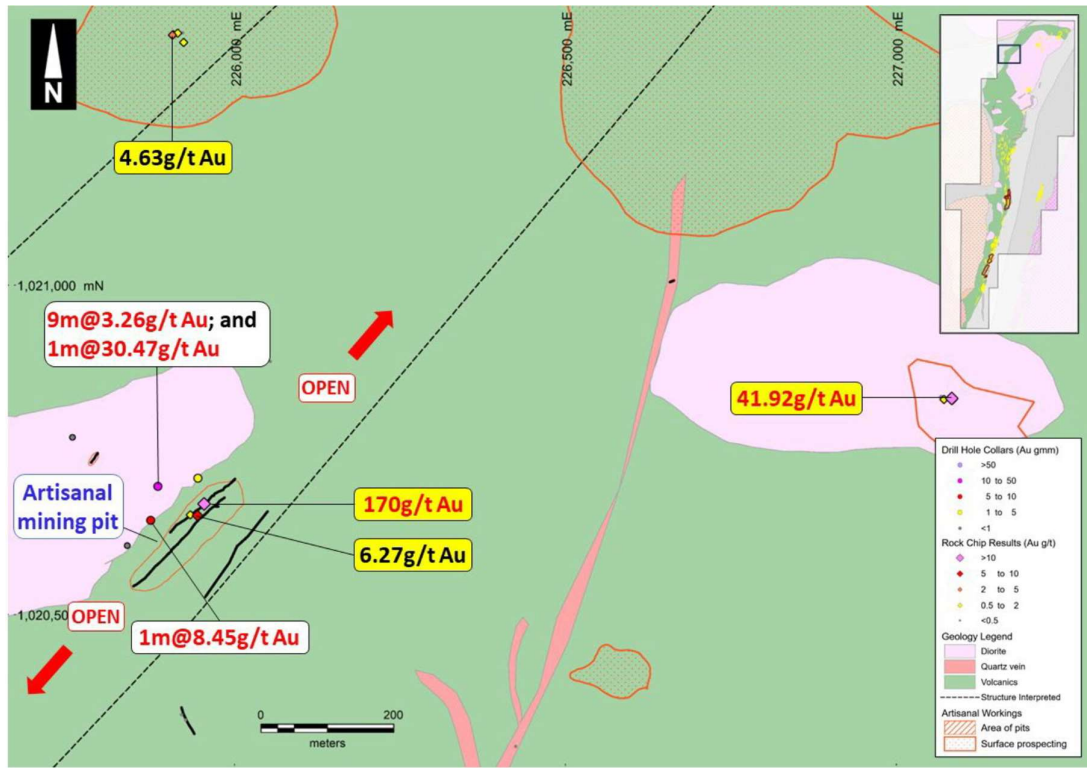 N
226,000 mE
226,500 mE
227,000 mE
4.63g/t Au
1,021,000 mN
9m@3.26g/t Au; and
1m@30.47g/t Au
OPEN
41.92g/t Au
Artisanal
mining pit
170g/t Au
6.27g/t Au
1,020,50
OPEN
1m@8.45g/t Au
0 200
meters
Drill Hole Collars (Au gmm)
>50
10 to 50
5 to 10
1 to 5
<1
Rock Chip Results (Au g/t)
>10
5 to 10
2 to 5
0.5 to 2
<0.5
Geology Legend
Diorite
Quartz vein
Volcanics
Structure Interpreted
Artisanal Workings
Area of pits
Surface prospecting